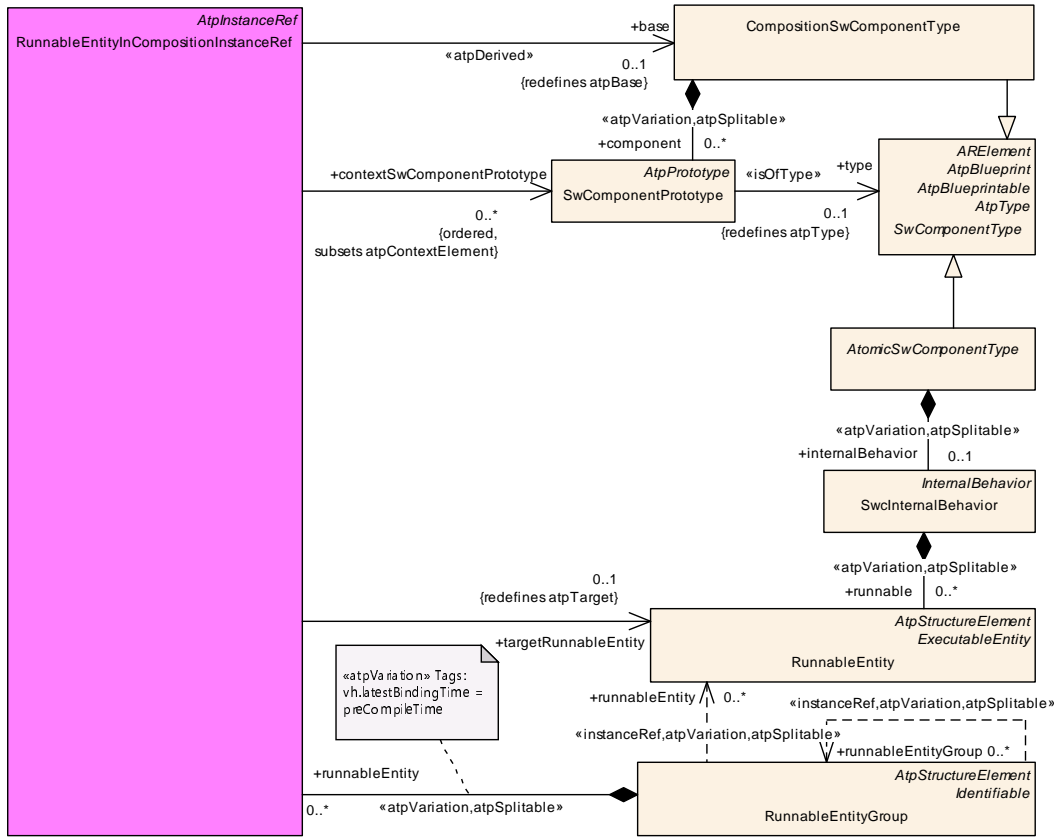 AtpInstanceRef
RunnableEntityInCompositionInstanceRef
+base
«atpDerived»
0..1
{redefines atpBase}
CompositionSwComponentType
«atpVariation,atpSplitable»
+component 0..*
+contextSwComponentPrototype
0..*
{ordered,
subsets atpContextElement}
AtpPrototype
SwComponentPrototype
«isOfType»
+type
0..1
{redefines atpType}
ARElement
AtpBlueprint
AtpBlueprintable
AtpType
SwComponentType
AtomicSwComponentType
«atpVariation,atpSplitable»
+internalBehavior 0..1
InternalBehavior
SwcInternalBehavior
«atpVariation,atpSplitable»
+runnable 0..*
0..1
{redefines atpTarget}
+targetRunnableEntity
AtpStructureElement
ExecutableEntity
RunnableEntity
«atpVariation» Tags:
vh.latestBindingTime =
preCompileTime
+runnableEntity 0..*
«instanceRef,atpVariation,atpSplitable»
«instanceRef,atpVariation,atpSplitable»
+runnableEntityGroup 0..*
+runnableEntity
0..*
«atpVariation,atpSplitable»
AtpStructureElement
Identifiable
RunnableEntityGroup